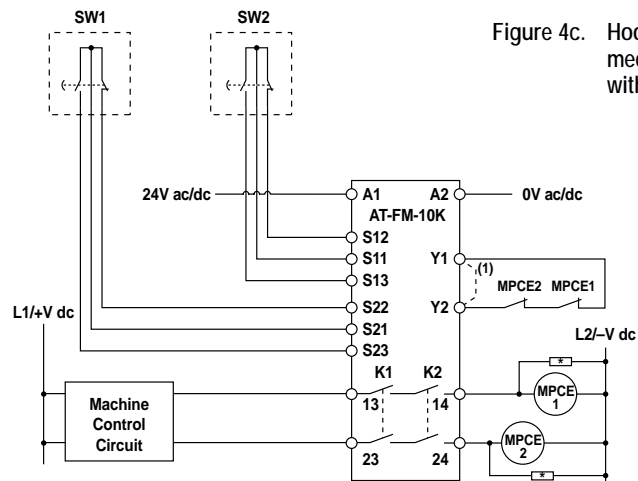 SW1
SW2
Figure 4c. Hoo
med
with
24V ac/dc
A1
A2
0V ac/dc
AT-FM-10K
S12
S11
Y1
(1)
S13
MPCE2
MPCE1
S22
Y2
L1/+V dc
S21
L2/–V dc
S23
*
K1
K2
MPCE
1
13
14
Machine
Control
Circuit
MPCE
2
23
24
*